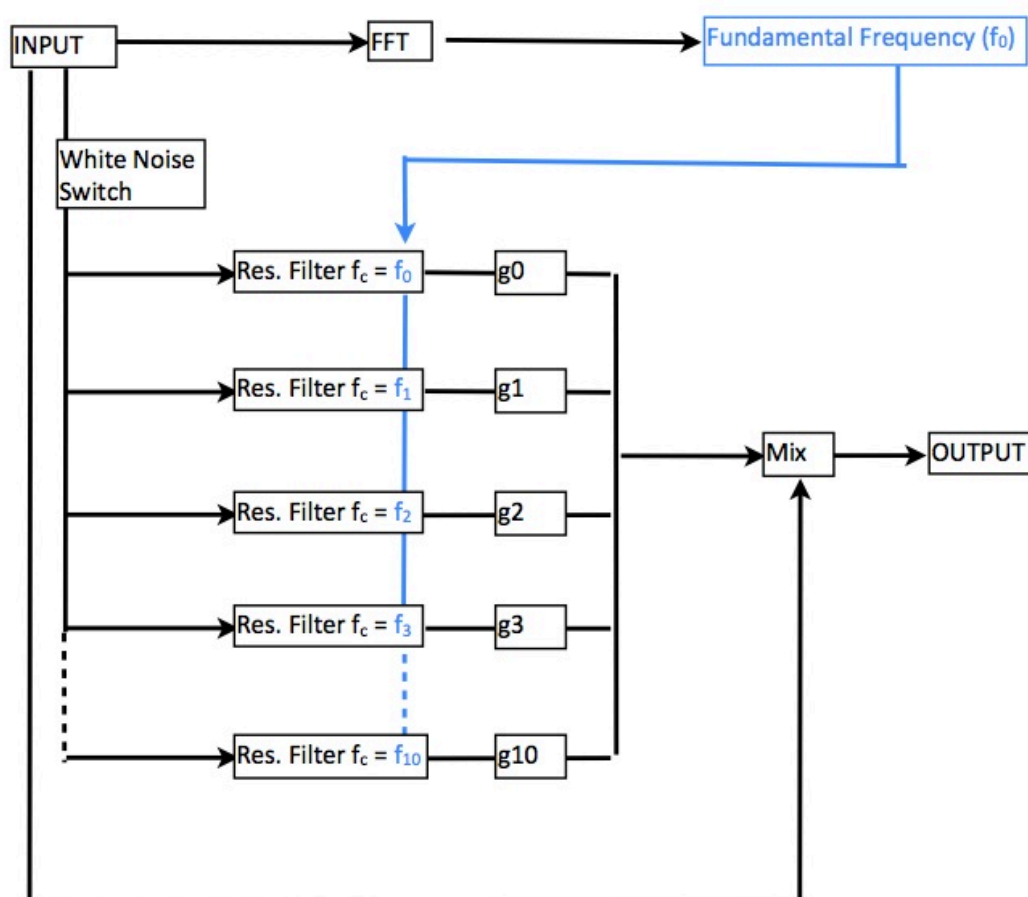 INPUT
FFT
Fundamental Frequency (f₀)
White Noise
Switch
Res. Filter f꜀ = f₀
g0
Res. Filter f꜀ = f₁
g1
Mix
OUTPUT
Res. Filter f꜀ = f₂
g2
Res. Filter f꜀ = f₃
g3
Res. Filter f꜀ = f₁₀
g10